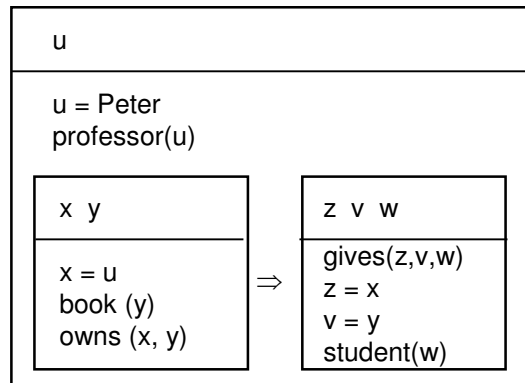 u
u = Peter
professor(u)
x y
x = u
book (y)
owns (x, y)
⇒
z v w
gives(z,v,w)
z = x
v = y
student(w)